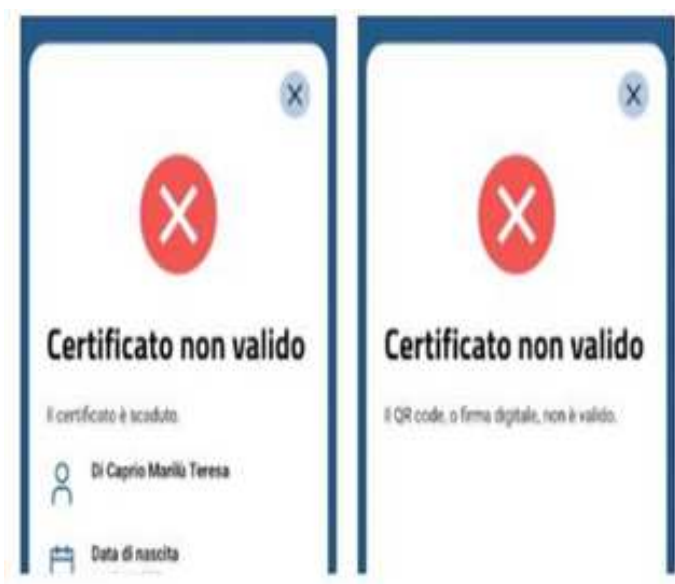 Certificato non valido
Il certificato è scaduto.
Di Caprio Marilù Teresa
Data di nascita
Certificato non valido
Il QR code, o firma digitale, non è valido.